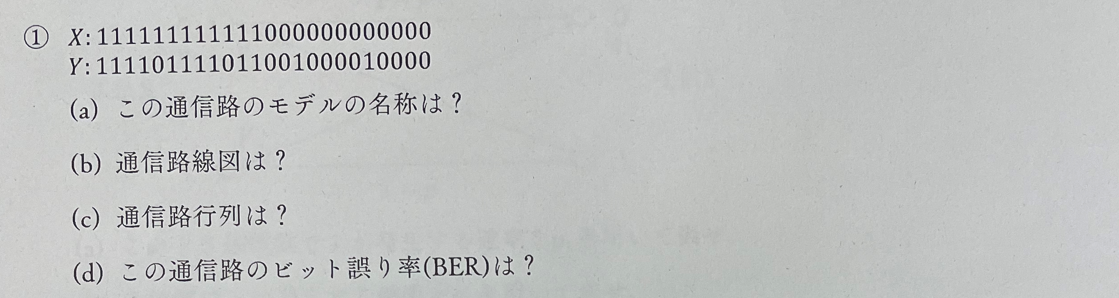 ① X: 111111111111000000000000
Y: 111101111011001000010000
(a) この通信路のモデルの名称は？
(b) 通信路線図は？
(c) 通信路行列は？
(d) この通信路のビット誤り率(BER)は？